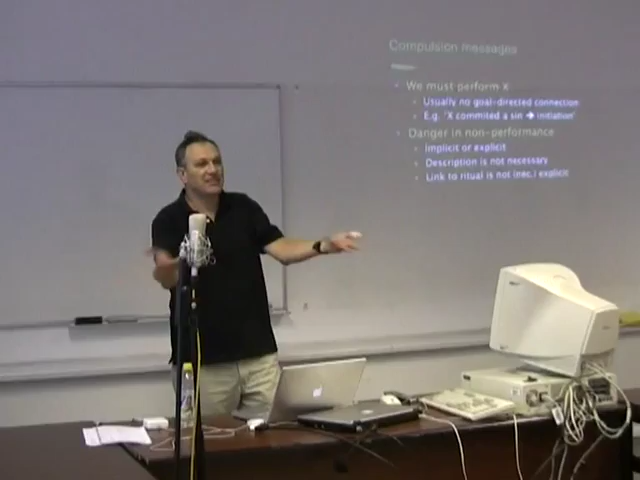 Compulsion messages
We must perform X
Usually no goal-directed connection
E.g. "X commited a sin → initiation"
Danger in non-performance
Implicit or explicit
Description is not necessary
Link to ritual is not (nec.) explicit